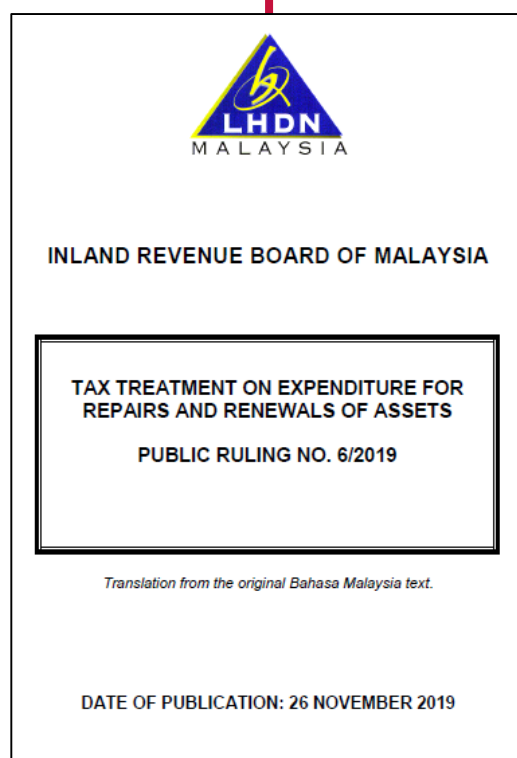 LHDN
MALAYSIA
INLAND REVENUE BOARD OF MALAYSIA
TAX TREATMENT ON EXPENDITURE FOR
REPAIRS AND RENEWALS OF ASSETS
PUBLIC RULING NO. 6/2019
Translation from the original Bahasa Malaysia text.
DATE OF PUBLICATION: 26 NOVEMBER 2019